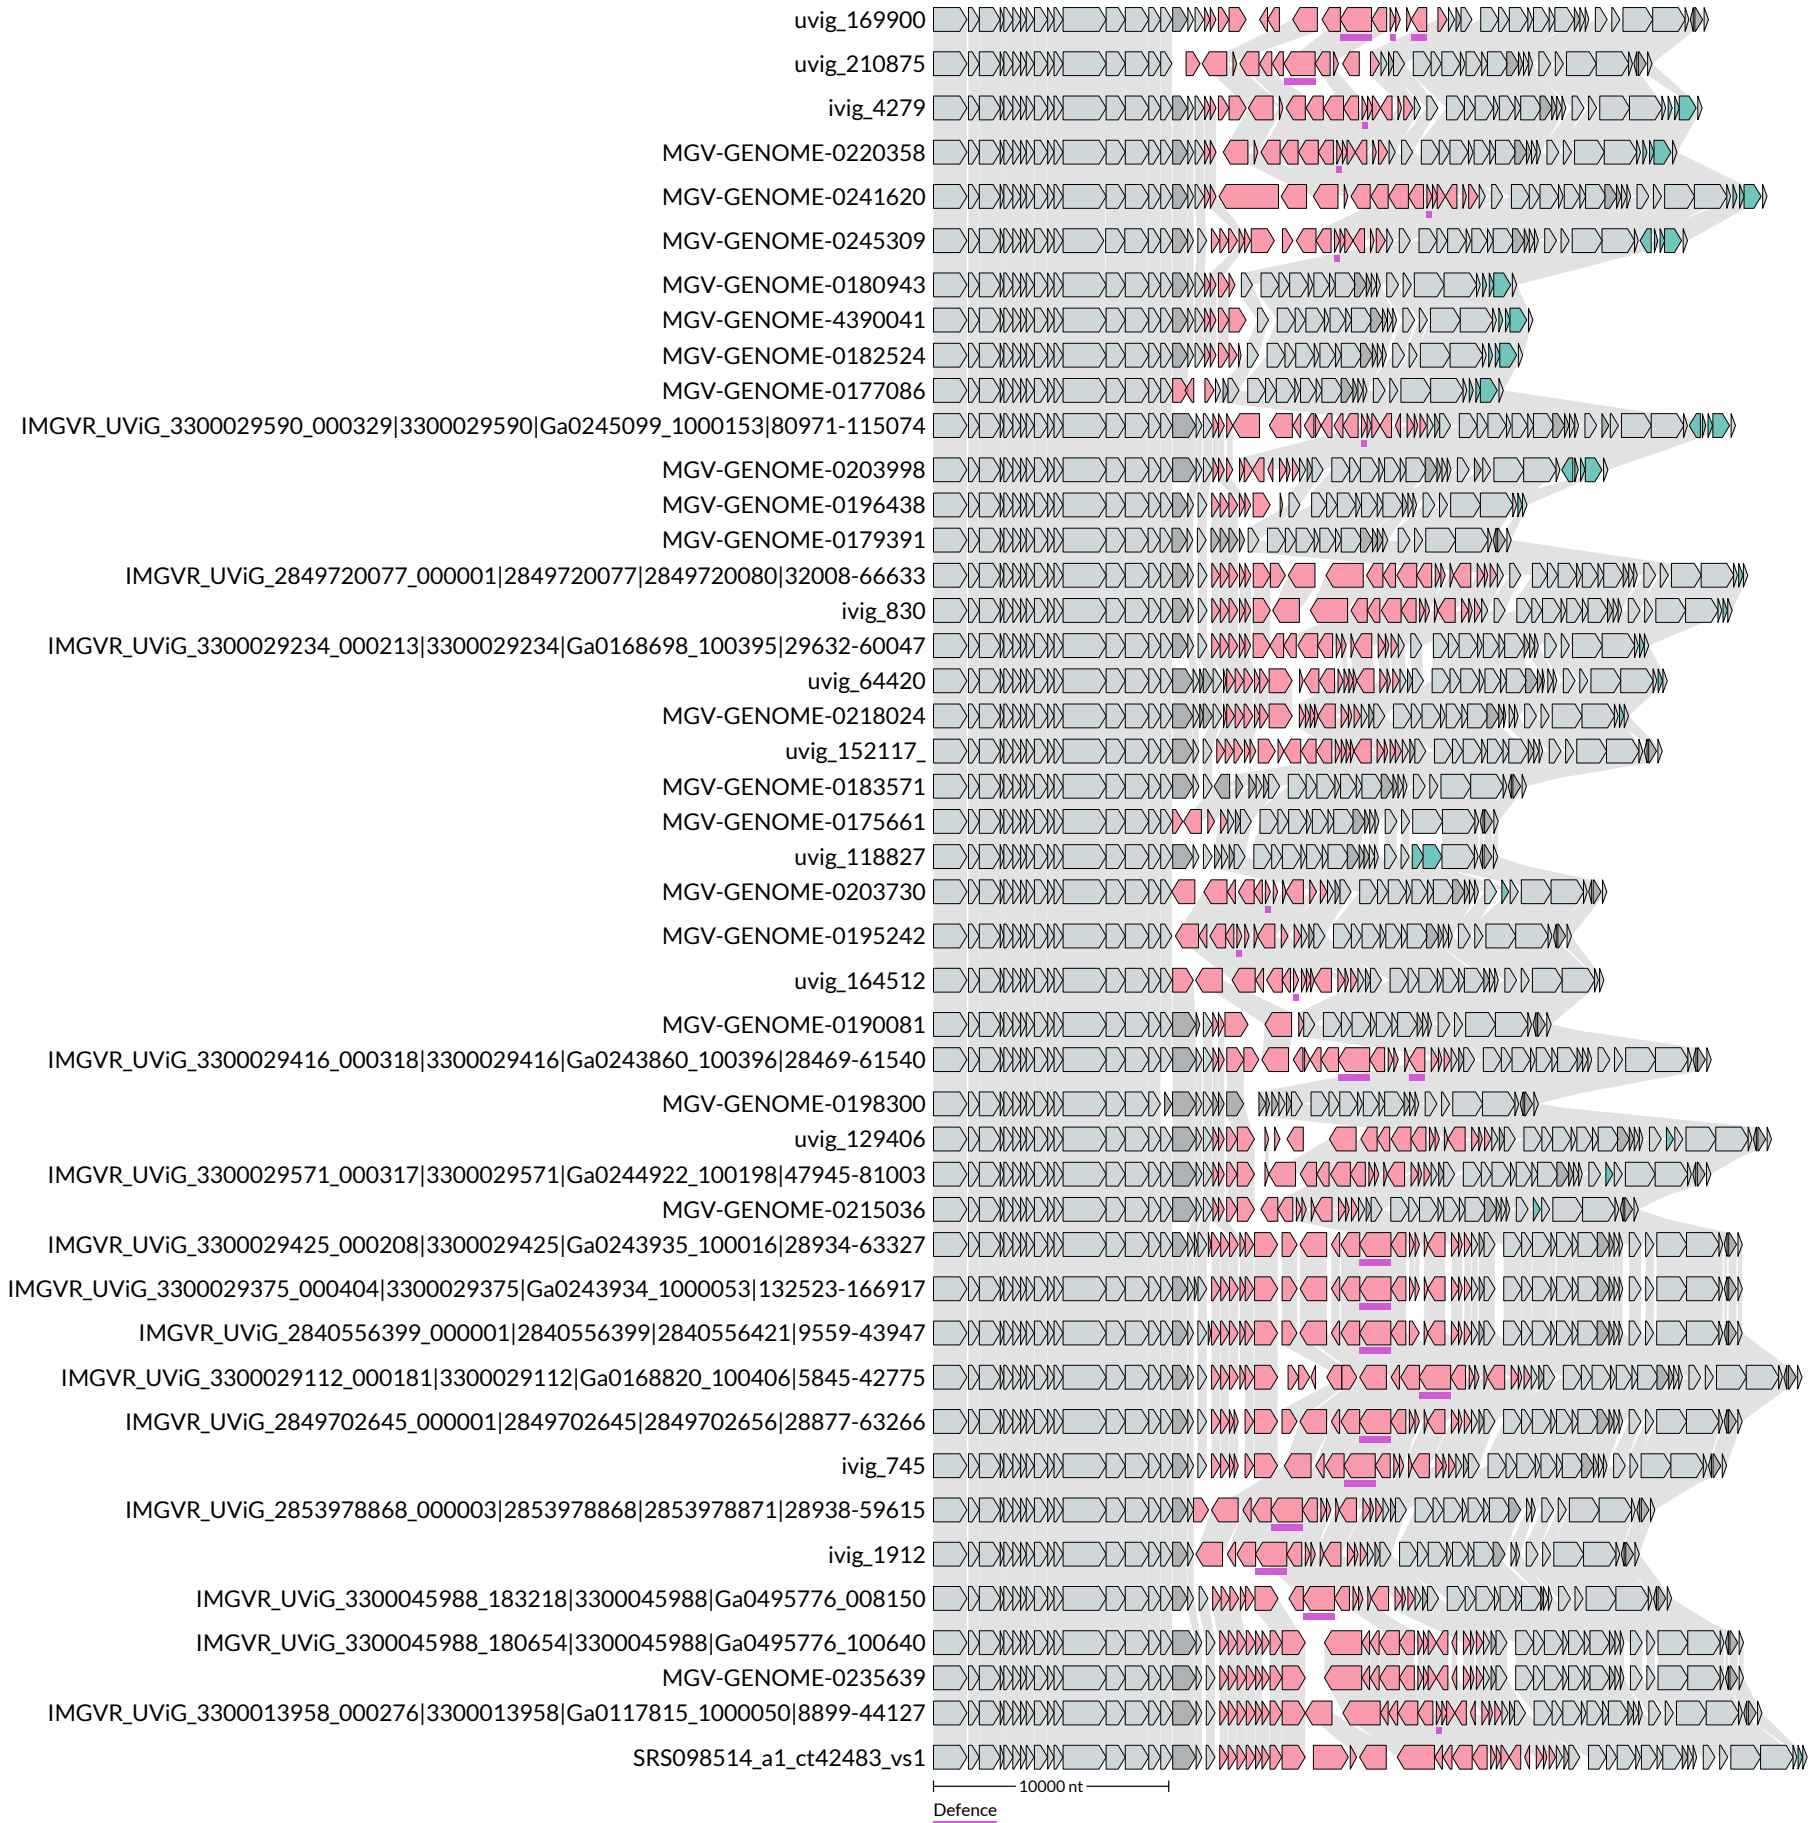 uvig_169900
uvig_210875
ivig_4279
MGV-GENOME-0220358
MGV-GENOME-0241620
MGV-GENOME-0245309
MGV-GENOME-0180943
MGV-GENOME-4390041
MGV-GENOME-0182524
MGV-GENOME-0177086
IMGVR_UViG_3300029590_000329|3300029590|Ga0245099_1000153|80971-115074
MGV-GENOME-0203998
MGV-GENOME-0196438
MGV-GENOME-0179391
IMGVR_UViG_2849720077_000001|2849720077|2849720080|32008-66633
ivig_830
IMGVR_UViG_3300029234_000213|3300029234|Ga0168698_100395|29632-60047
uvig_64420
MGV-GENOME-0218024
uvig_152117_
MGV-GENOME-0183571
MGV-GENOME-0175661
uvig_118827
MGV-GENOME-0203730
MGV-GENOME-0195242
uvig_164512
MGV-GENOME-0190081
IMGVR_UViG_3300029416_000318|3300029416|Ga0243860_100396|28469-61540
MGV-GENOME-0198300
uvig_129406
IMGVR_UViG_3300029571_000317|3300029571|Ga0244922_100198|47945-81003
MGV-GENOME-0215036
IMGVR_UViG_3300029425_000208|3300029425|Ga0243935_100016|28934-63327
IMGVR_UViG_3300029375_000404|3300029375|Ga0243934_1000053|132523-166917
IMGVR_UViG_2840556399_000001|2840556399|2840556421|9559-43947
IMGVR_UViG_3300029112_000181|3300029112|Ga0168820_100406|5845-42775
IMGVR_UViG_2849702645_000001|2849702645|2849702656|28877-63266
ivig_745
IMGVR_UViG_2853978868_000003|2853978868|2853978871|28938-59615
ivig_1912
IMGVR_UViG_3300045988_183218|3300045988|Ga0495776_008150
IMGVR_UViG_3300045988_180654|3300045988|Ga0495776_100640
MGV-GENOME-0235639
IMGVR_UViG_3300013958_000276|3300013958|Ga0117815_1000050|8899-44127
SRS098514_a1_ct42483_vs1
10000 nt
Defence